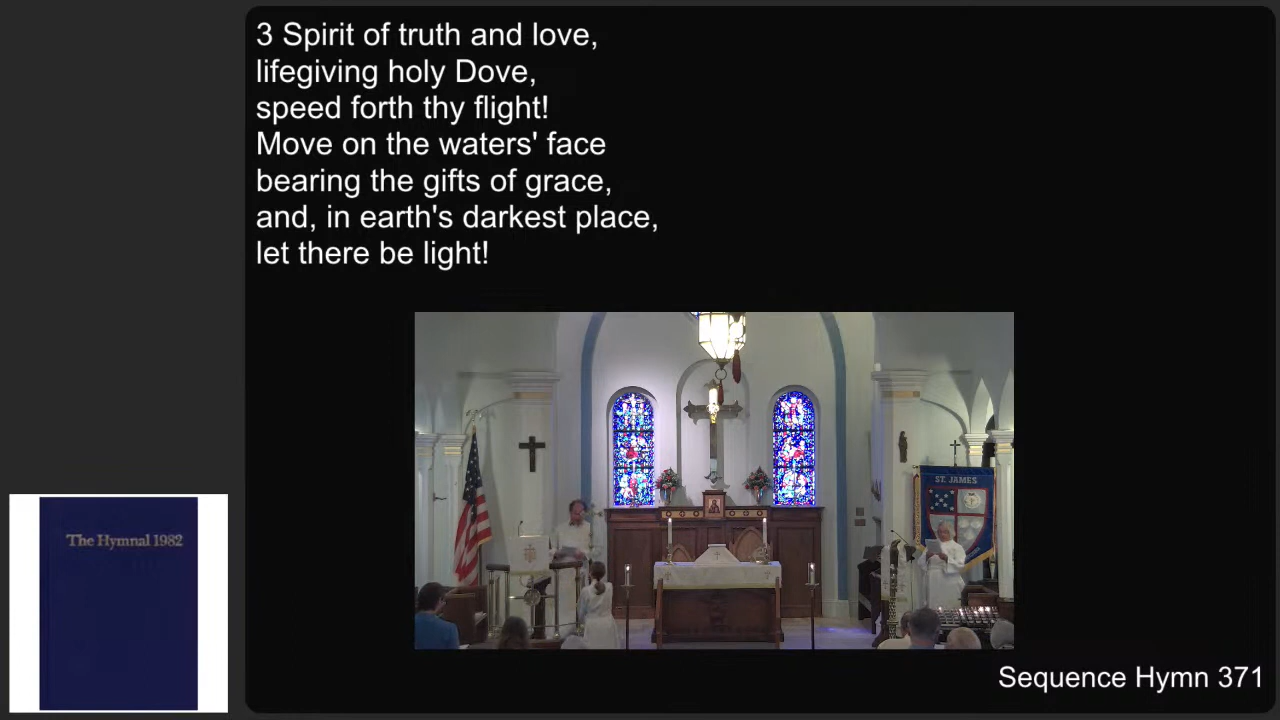 3 Spirit of truth and love,
lifegiving holy Dove,
speed forth thy flight!
Move on the waters' face
bearing the gifts of grace,
and, in earth's darkest place,
let there be light!
ST. JAMES
The Hymnal 1982
Sequence Hymn 371